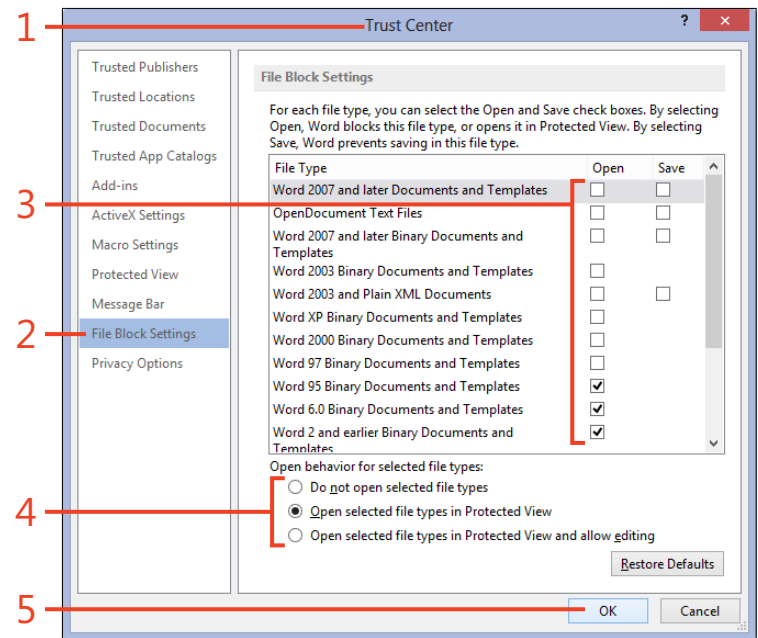 1
Trust Center
?
×
Trusted Publishers
Trusted Locations
Trusted Documents
Trusted App Catalogs
Add-ins
ActiveX Settings
Macro Settings
Protected View
Message Bar
2
File Block Settings
Privacy Options
File Block Settings
For each file type, you can select the Open and Save check boxes. By selecting
Open, Word blocks this file type, or opens it in Protected View. By selecting
Save, Word prevents saving in this file type.
File Type Open Save
3
Word 2007 and later Documents and Templates
OpenDocument Text Files
Word 2007 and later Binary Documents and
Templates
Word 2003 Binary Documents and Templates
Word 2003 and Plain XML Documents
Word XP Binary Documents and Templates
Word 2000 Binary Documents and Templates
Word 97 Binary Documents and Templates
Word 95 Binary Documents and Templates
Word 6.0 Binary Documents and Templates
Word 2 and earlier Binary Documents and
Templates
Open behavior for selected file types:
4
Do not open selected file types
Open selected file types in Protected View
Open selected file types in Protected View and allow editing
Restore Defaults
5
OK Cancel